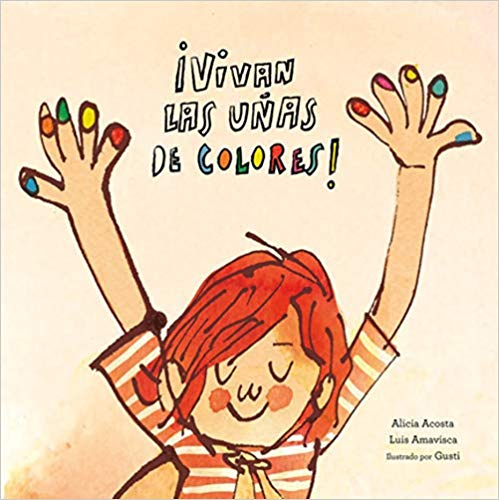 ¡Vivan
las uñas
de colores!
Alicia Acosta
Luis Amavisca
Ilustrado por Gusti